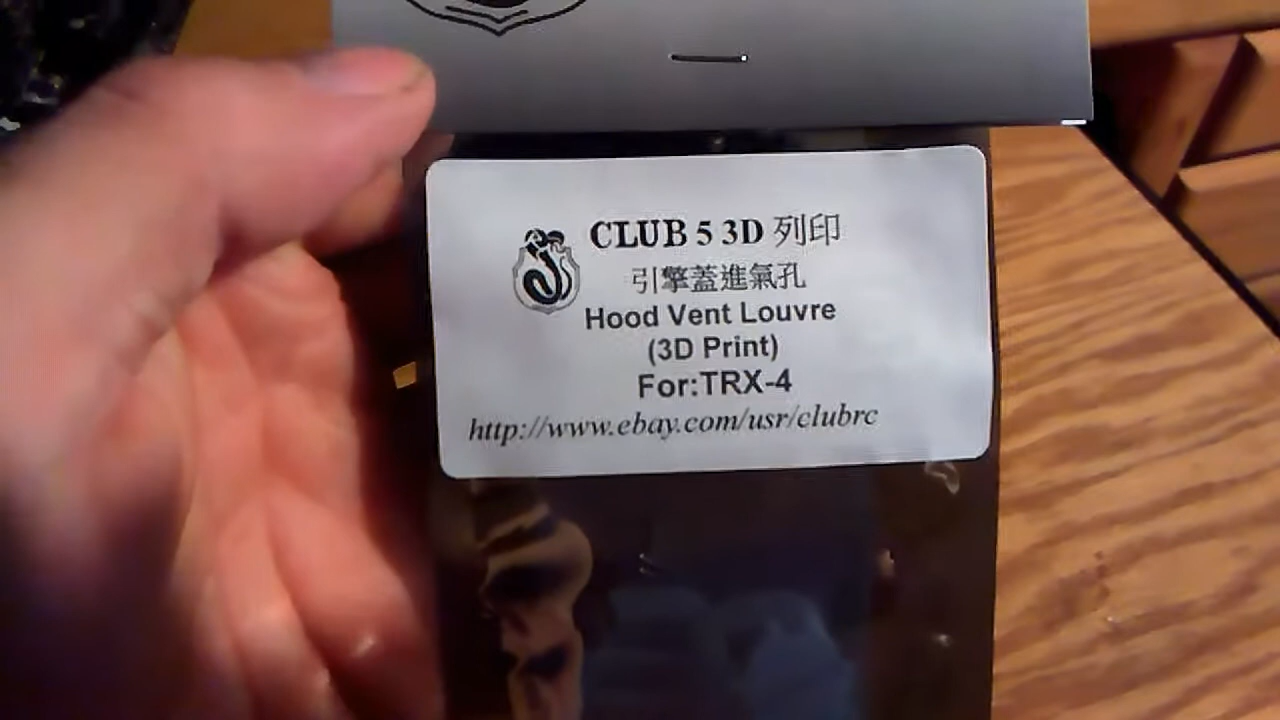 CLUB 5 3D 列印
引擎蓋進氣孔
Hood Vent Louvre
(3D Print)
For:TRX-4
http://www.ebay.com/usr/clubrc